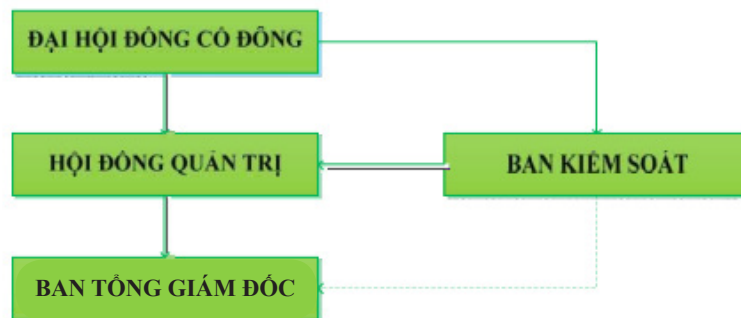 ĐẠI HỘI ĐỒNG CỔ ĐÔNG
HỘI ĐỒNG QUẢN TRỊ
BAN KIỂM SOÁT
BAN TỔNG GIÁM ĐỐC